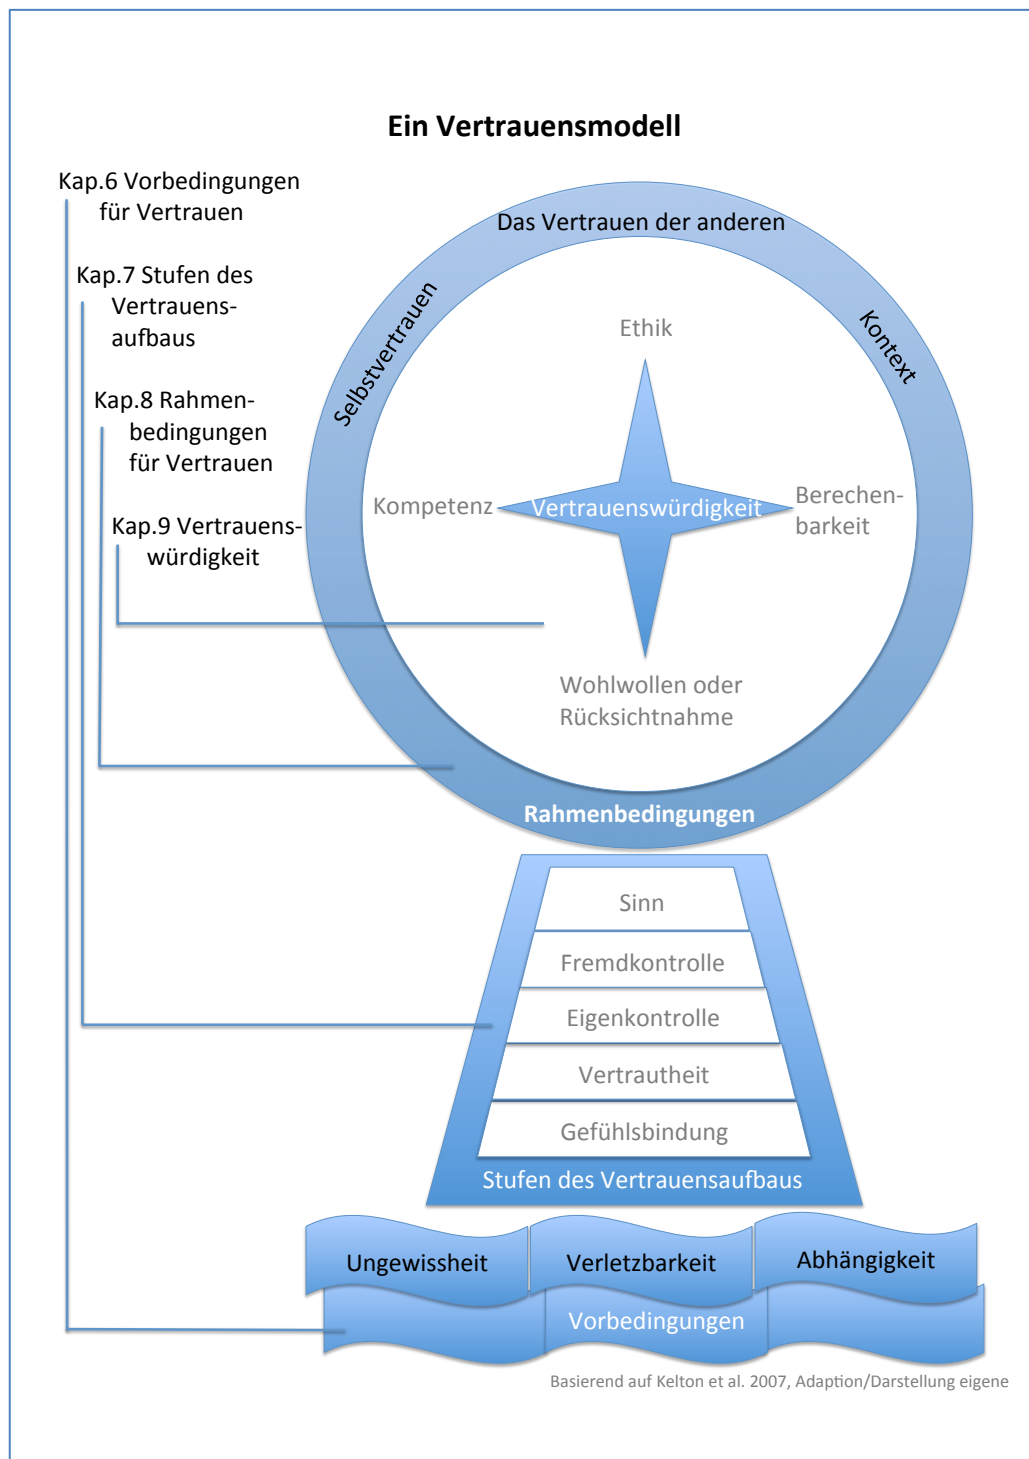 Ein Vertrauensmodell
Kap.6 Vorbedingungen
für Vertrauen
Kap.7 Stufen des
Vertrauens-
aufbaus
Kap.8 Rahmen-
bedingungen
für Vertrauen
Kap.9 Vertrauens-
würdigkeit
Das Vertrauen der anderen
Selbstvertrauen
Kontext
Ethik
Kompetenz
Vertrauenswürdigkeit
Berechen-
barkeit
Wohlwollen oder
Rücksichtnahme
Rahmenbedingungen
Sinn
Fremdkontrolle
Eigenkontrolle
Vertrautheit
Gefühlsbindung
Stufen des Vertrauensaufbaus
Ungewissheit
Verletzbarkeit
Abhängigkeit
Vorbedingungen
Basierend auf Kelton et al. 2007, Adaption/Darstellung eigene